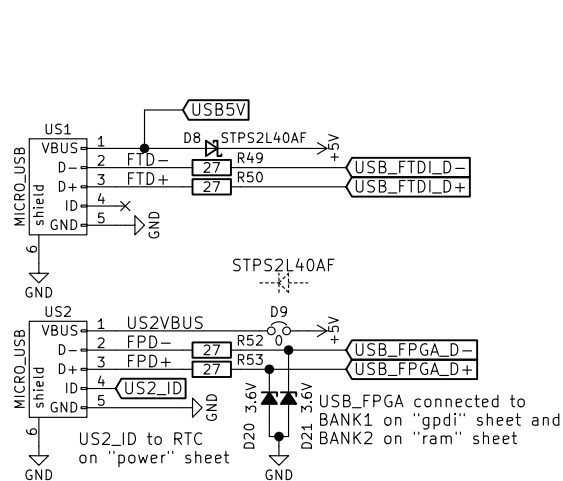 USB5V
US1
D8 STPS2L40AF
MICRO_USB
shield
VBUS 1 +5V
D- 2 FTD- 27 R49 USB_FTDI_D-
D+ 3 FTD+ 27 R50 USB_FTDI_D+
ID 4
GND 5 GND
6
GND
STPS2L40AF
US2
D9
MICRO_USB
shield
VBUS 1 US2VBUS 0 +5V
D- 2 FPD- 27 R52 USB_FPGA_D-
D+ 3 FPD+ 27 R53 USB_FPGA_D+
ID 4 US2_ID
GND 5 GND
6
GND
D20 3.6V
D21 3.6V
GND
USB_FPGA connected to
BANK1 on "gpdi" sheet and
BANK2 on "ram" sheet
US2_ID to RTC
on "power" sheet